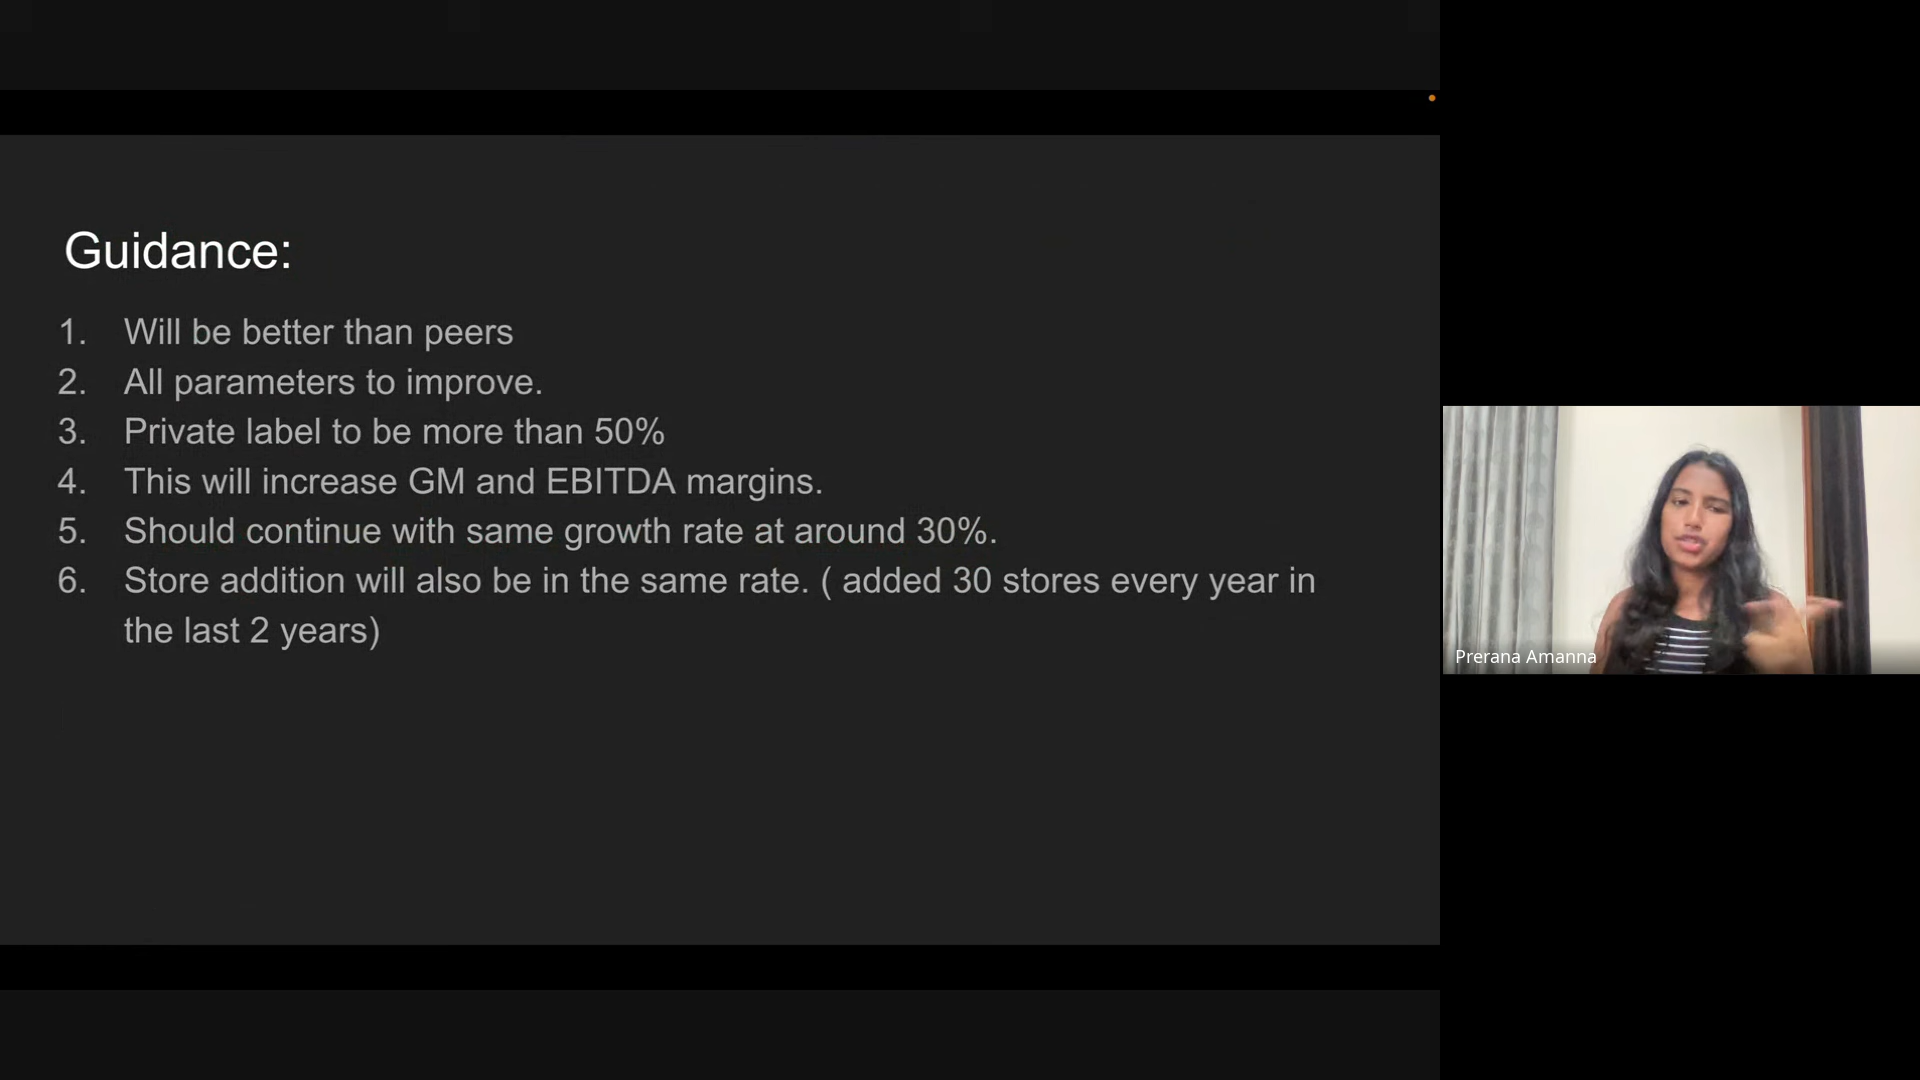 Guidance:
1. Will be better than peers
2. All parameters to improve.
3. Private label to be more than 50%
4. This will increase GM and EBITDA margins.
5. Should continue with same growth rate at around 30%.
6. Store addition will also be in the same rate. ( added 30 stores every year in
the last 2 years)
Prerana Amanna